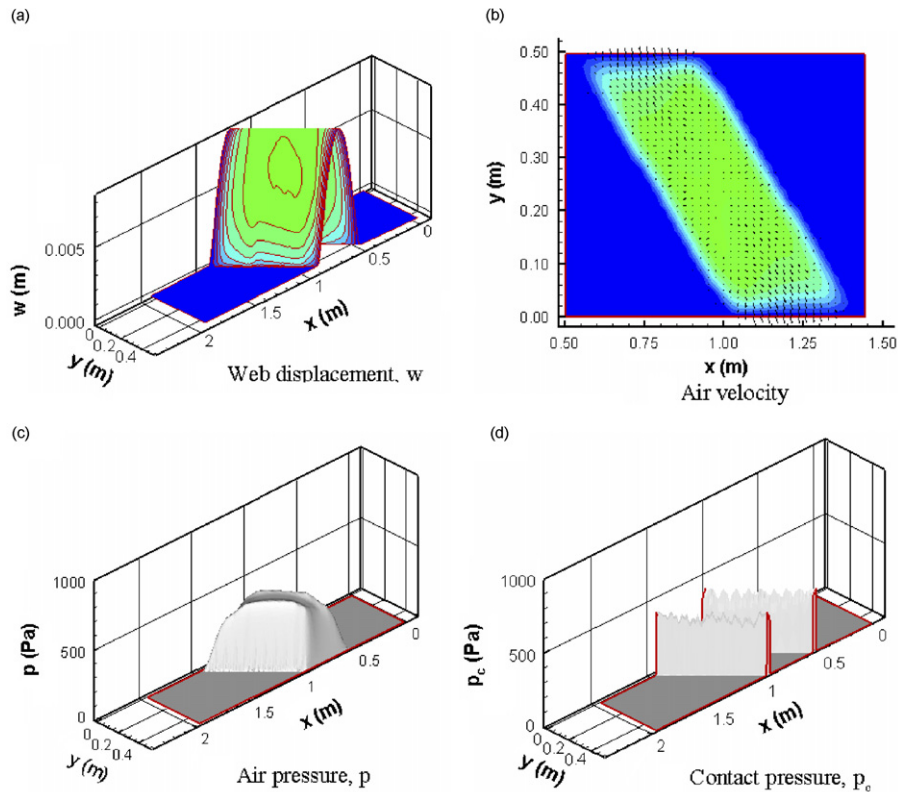 (a)
w (m)
0.005
0.000
0
0.2
0.4
y (m)
2
1.5
1
0.5
0
x (m)
Web displacement, w
(b)
y (m)
0.50
0.40
0.30
0.20
0.10
0.00
0.50
0.75
1.00
1.25
1.50
x (m)
Air velocity
(c)
p (Pa)
1000
500
0
0
0.2
0.4
y (m)
2
1.5
1
0.5
0
x (m)
Air pressure, p
(d)
p_c (Pa)
1000
500
0
0
0.2
0.4
y (m)
2
1.5
1
0.5
0
x (m)
Contact pressure, p_c